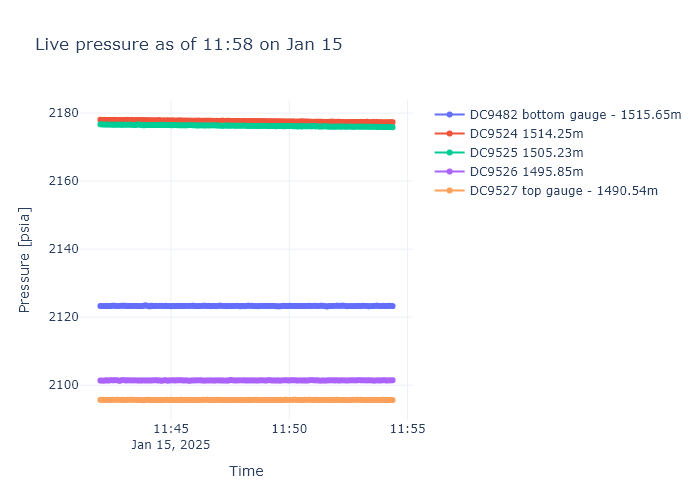 Live pressure as of 11:58 on Jan 15
2180
2160
2140
2120
2100
Pressure [psia]
11:45
Jan 15, 2025
11:50
11:55
Time
DC9482 bottom gauge - 1515.65m
DC9524 1514.25m
DC9525 1505.23m
DC9526 1495.85m
DC9527 top gauge - 1490.54m